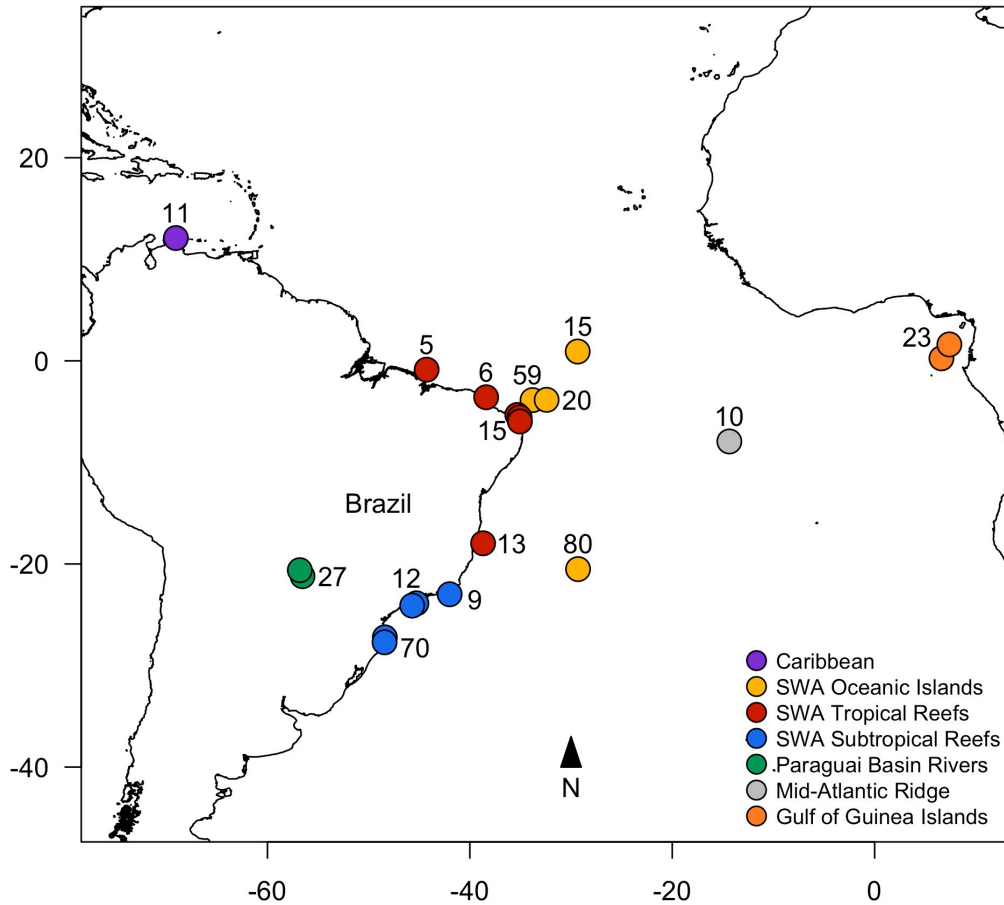 20
11
15
5
0
23
6
59
20
10
15
Brazil
13
80
-20
12
27
9
70
Caribbean
SWA Oceanic Islands
SWA Tropical Reefs
SWA Subtropical Reefs
-40
Paraguai Basin Rivers
N
Mid-Atlantic Ridge
Gulf of Guinea Islands
-60
-40
-20
0